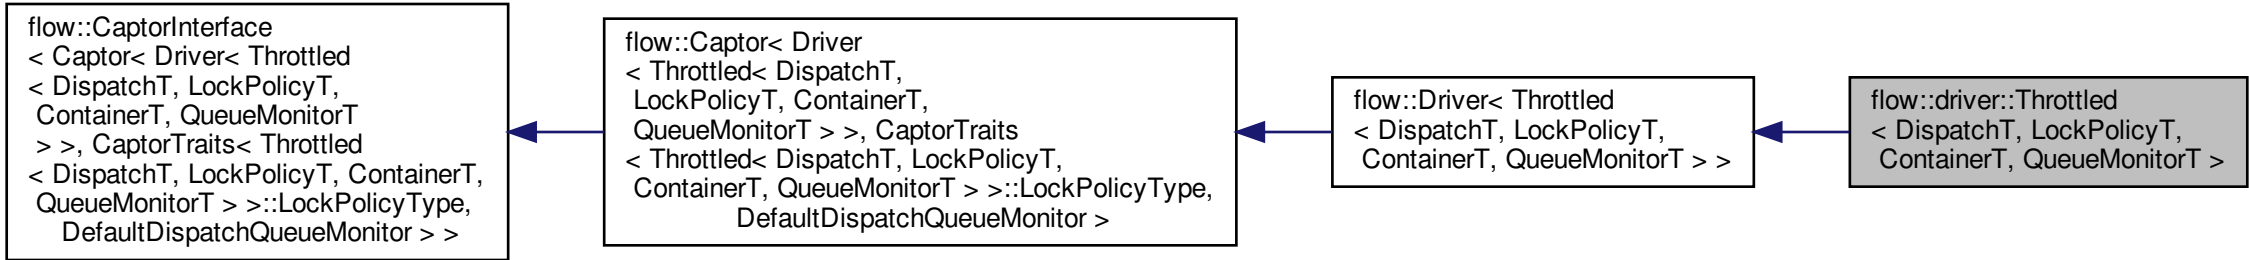 flow::CaptorInterface
< Captor< Driver< Throttled
< DispatchT, LockPolicyT,
ContainerT, QueueMonitorT
> >, CaptorTraits< Throttled
< DispatchT, LockPolicyT, ContainerT,
QueueMonitorT > >::LockPolicyType,
DefaultDispatchQueueMonitor > >
flow::Captor< Driver
< Throttled< DispatchT,
LockPolicyT, ContainerT,
QueueMonitorT > >, CaptorTraits
< Throttled< DispatchT, LockPolicyT,
ContainerT, QueueMonitorT > >::LockPolicyType,
DefaultDispatchQueueMonitor >
flow::Driver< Throttled
< DispatchT, LockPolicyT,
ContainerT, QueueMonitorT > >
flow::driver::Throttled
< DispatchT, LockPolicyT,
ContainerT, QueueMonitorT >